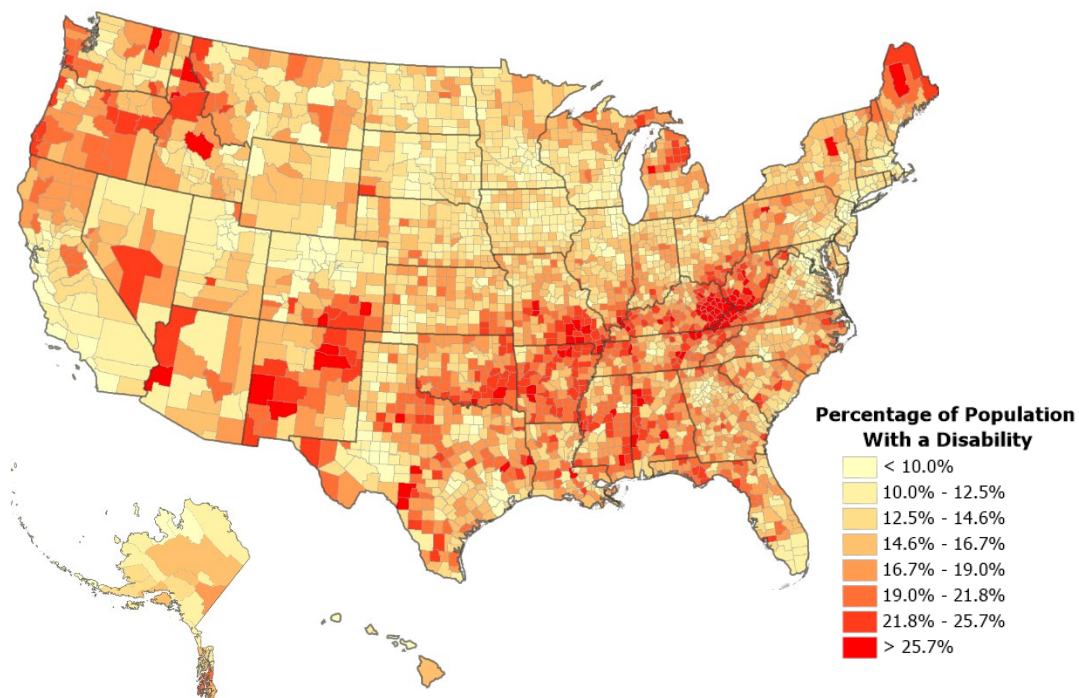 Percentage of Population
With a Disability
< 10.0%
10.0% - 12.5%
12.5% - 14.6%
14.6% - 16.7%
16.7% - 19.0%
19.0% - 21.8%
21.8% - 25.7%
> 25.7%